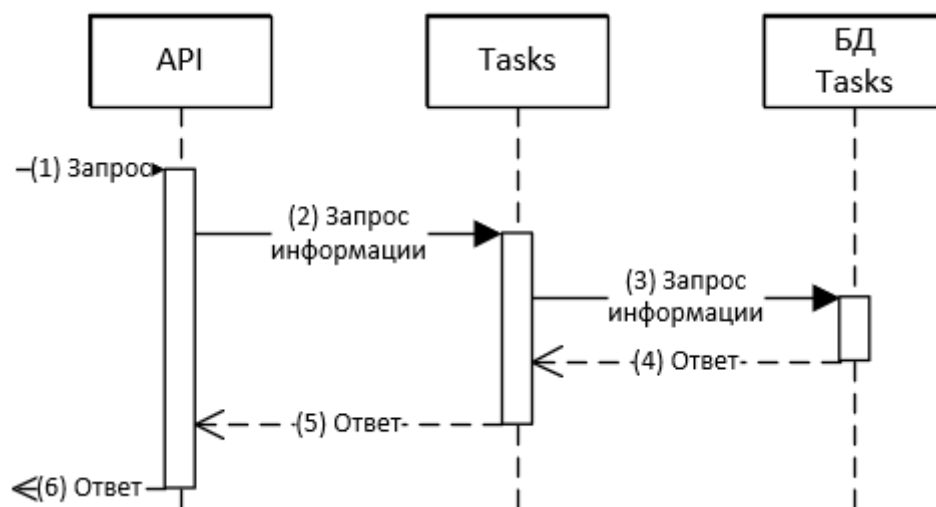 API
Tasks
БД
Tasks
(1) Запрос
(2) Запрос
информации
(3) Запрос
информации
(4) Ответ
(5) Ответ
(6) Ответ